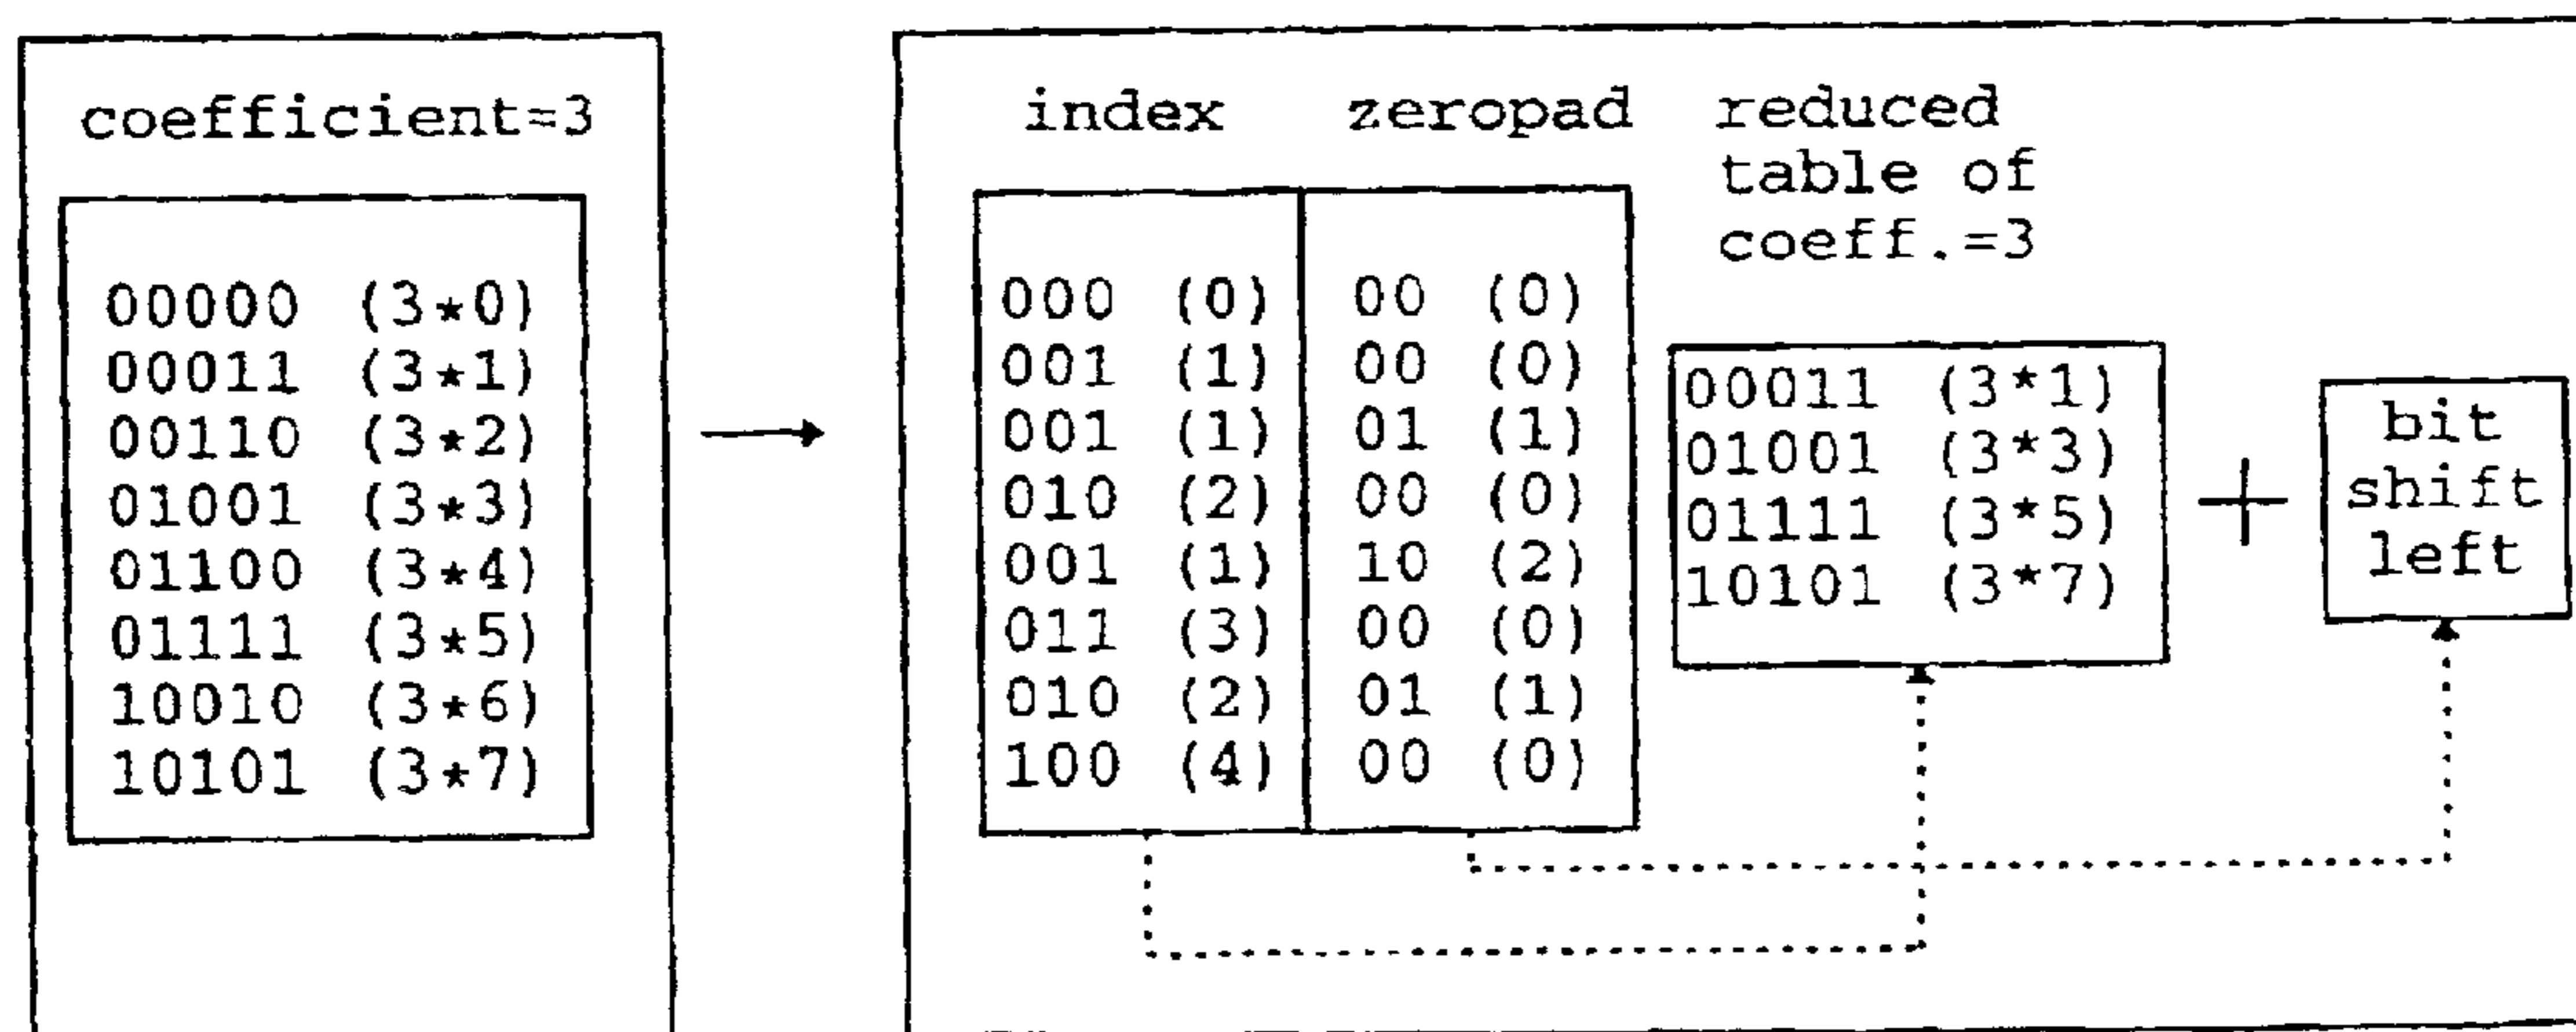 coefficient=3
00000 (3*0)
00011 (3*1)
00110 (3*2)
01001 (3*3)
01100 (3*4)
01111 (3*5)
10010 (3*6)
10101 (3*7)
index zeropad
000 (0) 00 (0)
001 (1) 00 (0)
001 (1) 01 (1)
010 (2) 00 (0)
001 (1) 10 (2)
011 (3) 00 (0)
010 (2) 01 (1)
100 (4) 00 (0)
reduced
table of
coeff.=3
00011 (3*1)
01001 (3*3)
01111 (3*5)
10101 (3*7)
+
bit
shift
left